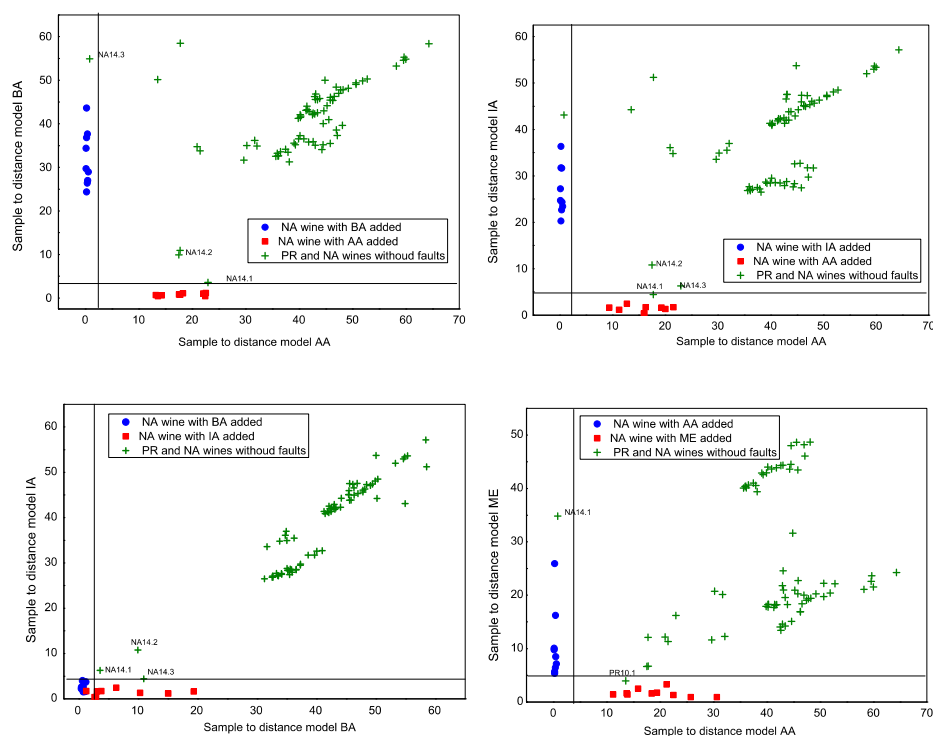 60
NA14.3
50
40
30
20
NA14.2
10
NA14.1
0
NA wine with BA added
NA wine with AA added
PR and NA wines without faults
0 10 20 30 40 50 60 70
Sample to distance model AA
Sample to distance model BA
60
50
40
30
20
10
0
NA14.2
NA14.1
NA14.3
NA wine with IA added
NA wine with AA added
PR and NA wines without faults
0 10 20 30 40 50 60 70
Sample to distance model AA
Sample to distance model IA
NA wine with BA added
NA wine with IA added
PR and NA wines withoud faults
60
50
40
30
20
10
0
NA14.2
NA14.1
NA14.3
0 10 20 30 40 50 60
Sample to distance model BA
Sample to distance model IA
NA wine with AA added
NA wine with ME added
PR and NA wines withoud faults
50
40
30
20
10
0
NA14.1
PR10.1
0 10 20 30 40 50 60 70
Sample to distance model AA
Sample to distance model ME